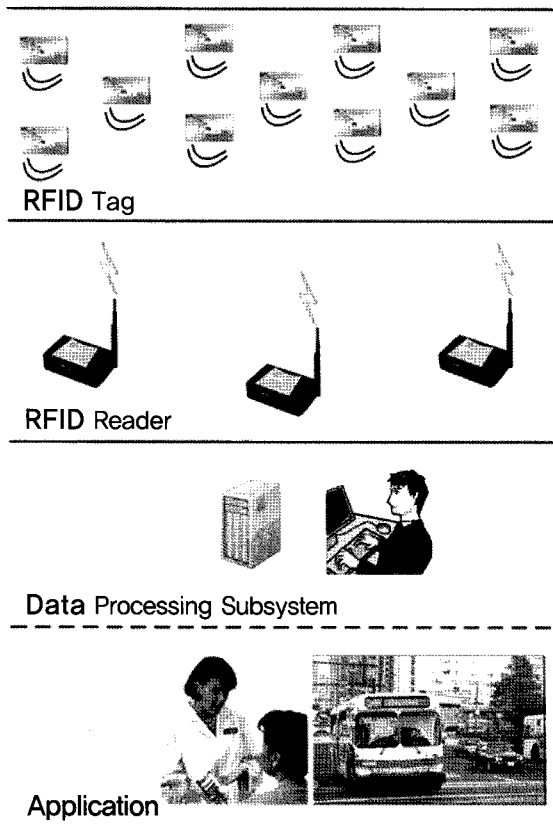 RFID Tag
RFID Reader
Data Processing Subsystem
Application